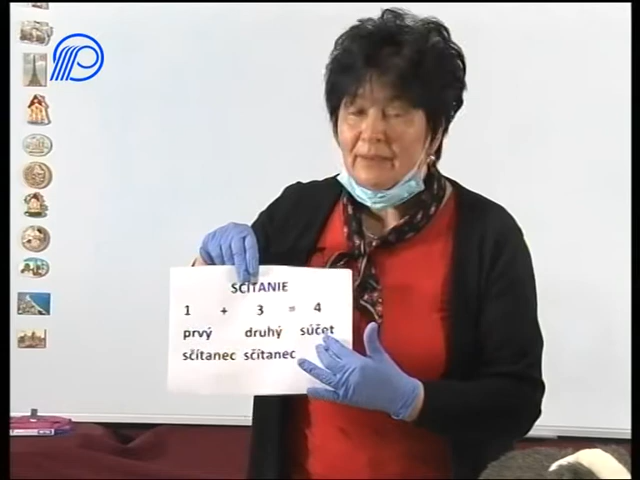 SČÍTANIE
1 + 3 = 4
prvý druhý súčet
sčítanec sčítanec